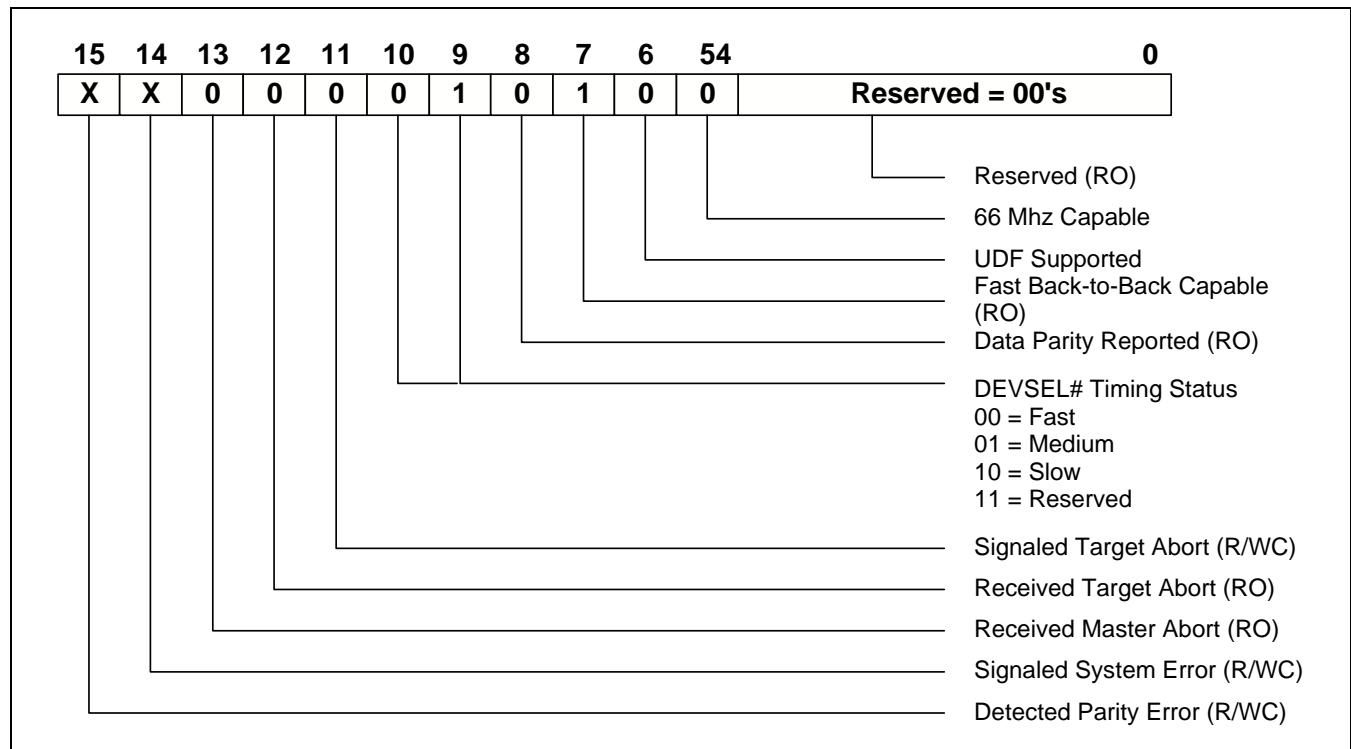 15 14 13 12 11 10 9 8 7 6 54 0
X X 0 0 0 0 1 0 1 0 0 Reserved = 00's
Reserved (RO)
66 Mhz Capable
UDF Supported
Fast Back-to-Back Capable
(RO)
Data Parity Reported (RO)
DEVSEL# Timing Status
00 = Fast
01 = Medium
10 = Slow
11 = Reserved
Signaled Target Abort (R/WC)
Received Target Abort (RO)
Received Master Abort (RO)
Signaled System Error (R/WC)
Detected Parity Error (R/WC)